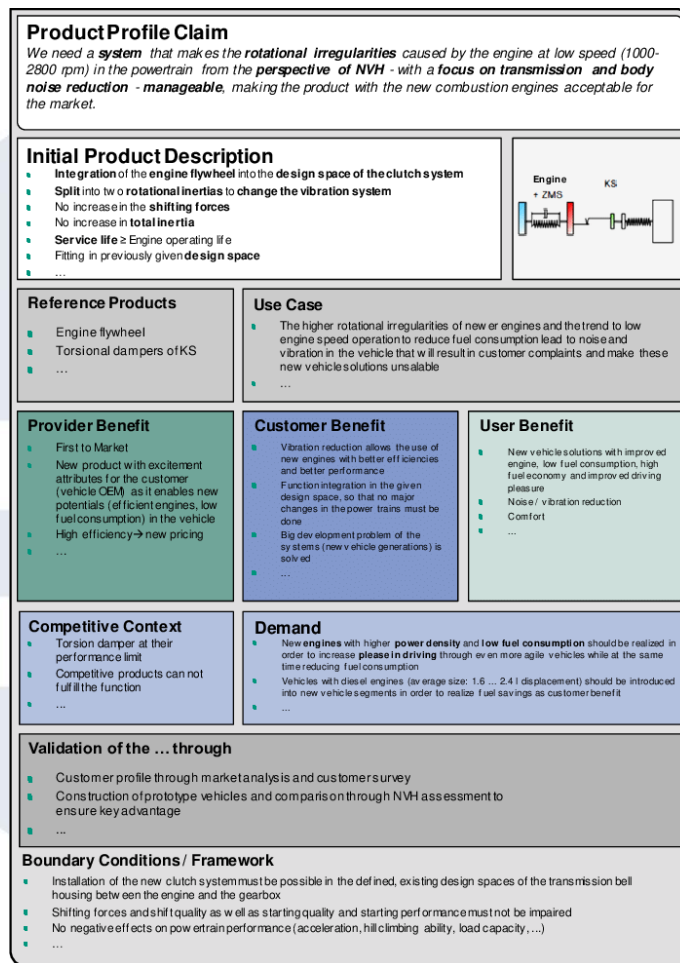 Product Profile Claim
We need a system that makes the rotational irregularities caused by the engine at low speed (1000-
2800 rpm) in the powertrain from the perspective of NVH - with a focus on transmission and body
noise reduction - manageable, making the product with the new combustion engines acceptable for
the market.
Initial Product Description
Integration of the engine flywheel into the design space of the clutch system
Split into two rotational inertias to change the vibration system
No increase in the shifting forces
No increase in total inertia
Service life ≥ Engine operating life
Fitting in previously given design space
…
Engine
+ ZMS
KS
Reference Products
Engine flywheel
Torsional dampers of KS
…
Use Case
The higher rotational irregularities of newer engines and the trend to low
engine speed operation to reduce fuel consumption lead to noise and
vibration in the vehicle that will result in customer complaints and make these
new vehicle solutions unsalable
…
Provider Benefit
First to Market
New product with excitement
attributes for the customer
(vehicle OEM) as it enables new
potentials (efficient engines, low
fuel consumption) in the vehicle
High efficiency→ new pricing
…
Customer Benefit
Vibration reduction allows the use of
new engines with better efficiencies
and better performance
Function integration in the given
design space, so that no major
changes in the power trains must be
done
Big development problem of the
systems (new vehicle generations) is
solved
…
User Benefit
New vehicle solutions with improved
engine, low fuel consumption, high
fuel economy and improved driving
pleasure
Noise / vibration reduction
Comfort
…
Competitive Context
Torsion damper at their
performance limit
Competitive products can not
fulfill the function
...
Demand
New engines with higher power density and low fuel consumption should be realized in
order to increase please in driving through even more agile vehicles while at the same
time reducing fuel consumption
Vehicles with diesel engines (average size: 1.6 ... 2.4 l displacement) should be introduced
into new vehicle segments in order to realize fuel savings as customer benefit
…
Validation of the … through
Customer profile through market analysis and customer survey
Construction of prototype vehicles and comparison through NVH assessment to
ensure key advantage
...
Boundary Conditions / Framework
Installation of the new clutch system must be possible in the defined, existing design spaces of the transmission bell
housing between the engine and the gearbox
Shifting forces and shift quality as well as starting quality and starting performance must not be impaired
No negative effects on powertrain performance (acceleration, hill climbing ability, load capacity, ...)
…